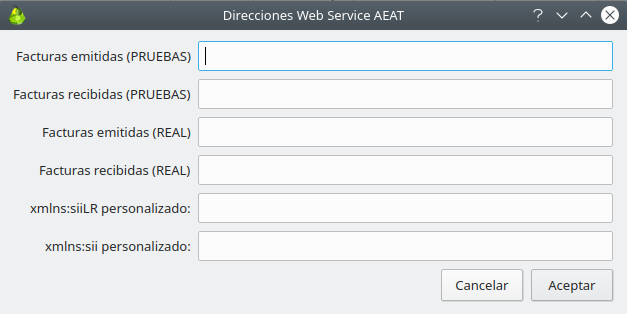 Direcciones Web Service AEAT
Facturas emitidas (PRUEBAS)
Facturas recibidas (PRUEBAS)
Facturas emitidas (REAL)
Facturas recibidas (REAL)
xmlns:siiLR personalizado:
xmlns:sii personalizado:
Cancelar Aceptar